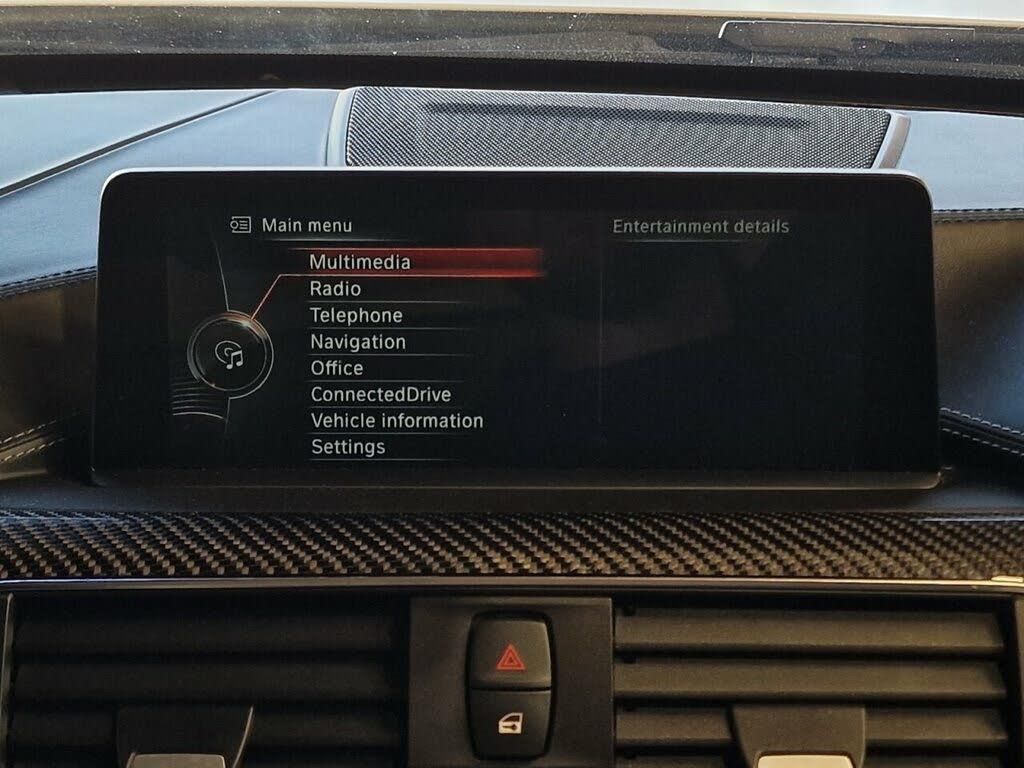 Main menu
Entertainment details
Multimedia
Radio
Telephone
Navigation
Office
ConnectedDrive
Vehicle information
Settings